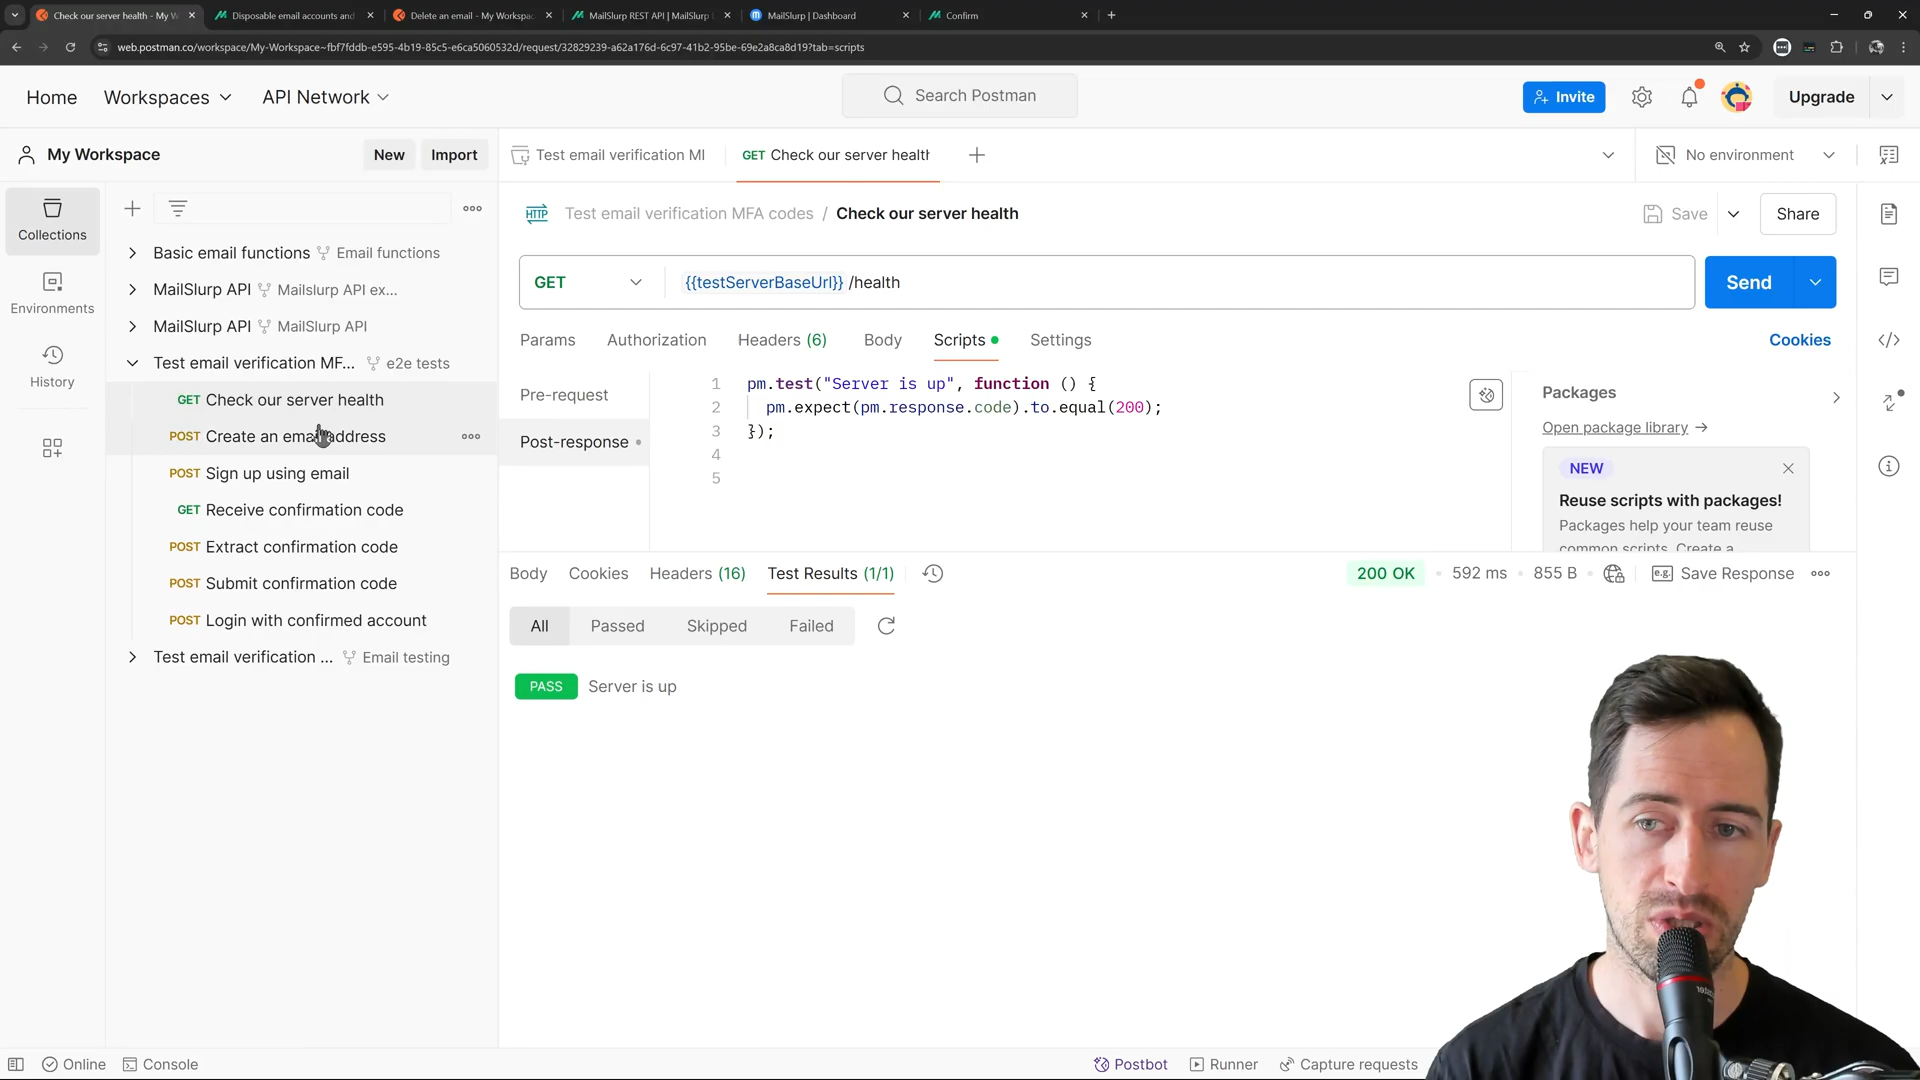 Check our server health - My W
Disposable email accounts and
Delete an email - My Workspac
MailSlurp REST API | MailSlurp
MailSlurp | Dashboard
Confirm
web.postman.co/workspace/My-Workspace~fbf7fddb-e595-4b19-85c5-e6ca5060532d/request/32829239-a62a176d-6c97-41b2-95be-69e2a8ca8d19?tab=scripts
Home
Workspaces
API Network
Search Postman
Invite
Upgrade
My Workspace
New
Import
Test email verification MI
GET Check our server health
No environment
Collections
Environments
History
Basic email functions
Email functions
MailSlurp API
Mailslurp API ex...
MailSlurp API
MailSlurp API
Test email verification MF...
e2e tests
GET Check our server health
POST Create an email address
POST Sign up using email
GET Receive confirmation code
POST Extract confirmation code
POST Submit confirmation code
POST Login with confirmed account
Test email verification ...
Email testing
HTTP
Test email verification MFA codes / Check our server health
Save
Share
GET
{{testServerBaseUrl}} /health
Send
Params
Authorization
Headers (6)
Body
Scripts
Settings
Cookies
Pre-request
Post-response
1 pm.test("Server is up", function () {
2 pm.expect(pm.response.code).to.equal(200);
3 });
4
5
Packages
Open package library →
NEW
Reuse scripts with packages!
Packages help your team reuse
common scripts. Create a
Body
Cookies
Headers (16)
Test Results (1/1)
200 OK
592 ms
855 B
e.g.
Save Response
All
Passed
Skipped
Failed
PASS
Server is up
Online
Console
Postbot
Runner
Capture requests